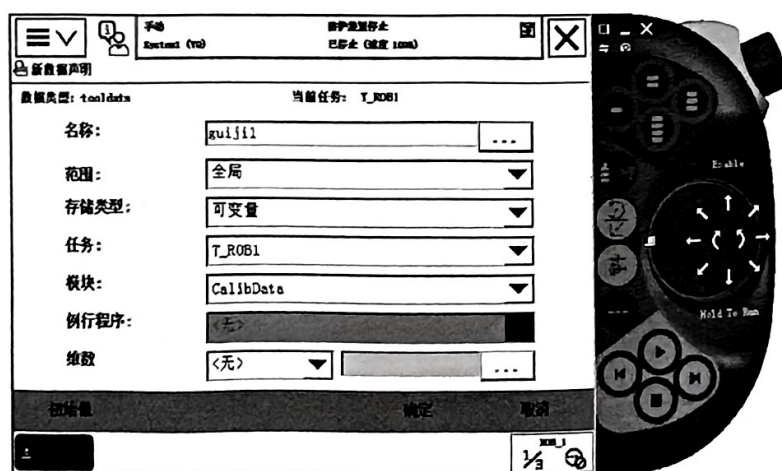 手动
防护装置停止
System1 (YQ)
已停止 (速度 100%)
新数据声明
数据类型: tooldata
当前任务: T_ROB1
名称:
guiji1
...
范围:
全局
存储类型:
可变量
任务:
T_ROB1
模块:
CalibData
例行程序:
<无>
维数
<无>
...
初始值
确定
取消
ROB_1
1/3
Enable
Hold To Run